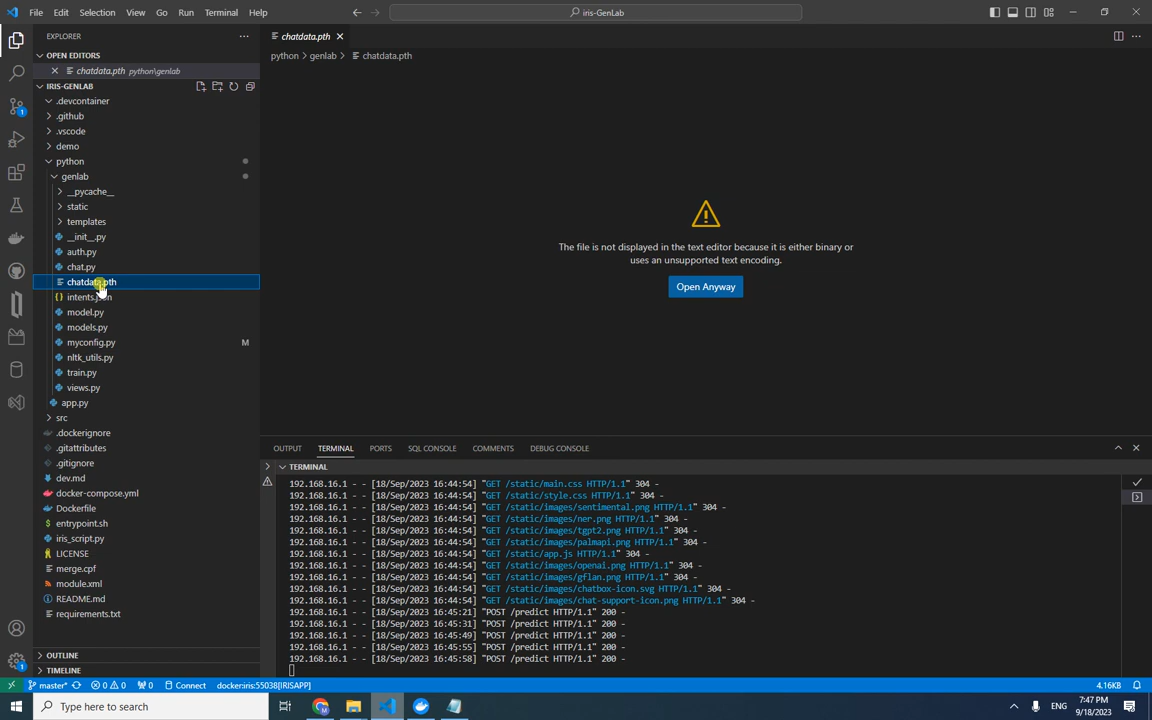 File Edit Selection View Go Run Terminal Help
iris-GenLab
EXPLORER
chatdata.pth
OPEN EDITORS
python > genlab > chatdata.pth
chatdata.pth python\genlab
IRIS-GENLAB
.devcontainer
.github
.vscode
demo
python
genlab
__pycache__
static
templates
__init__.py
auth.py
chat.py
chatdata.pth
intents.json
model.py
models.py
myconfig.py M
nltk_utils.py
train.py
views.py
app.py
src
.dockerignore
.gitattributes
.gitignore
dev.md
docker-compose.yml
Dockerfile
entrypoint.sh
iris_script.py
LICENSE
merge.cpf
module.xml
README.md
requirements.txt
OUTLINE
TIMELINE
The file is not displayed in the text editor because it is either binary or
uses an unsupported text encoding.
Open Anyway
OUTPUT TERMINAL PORTS SQL CONSOLE COMMENTS DEBUG CONSOLE
TERMINAL
192.168.16.1 - - [18/Sep/2023 16:44:54] "GET /static/main.css HTTP/1.1" 304 -
192.168.16.1 - - [18/Sep/2023 16:44:54] "GET /static/style.css HTTP/1.1" 304 -
192.168.16.1 - - [18/Sep/2023 16:44:54] "GET /static/images/sentimental.png HTTP/1.1" 304 -
192.168.16.1 - - [18/Sep/2023 16:44:54] "GET /static/images/ner.png HTTP/1.1" 304 -
192.168.16.1 - - [18/Sep/2023 16:44:54] "GET /static/images/tgpt2.png HTTP/1.1" 304 -
192.168.16.1 - - [18/Sep/2023 16:44:54] "GET /static/images/palmapi.png HTTP/1.1" 304 -
192.168.16.1 - - [18/Sep/2023 16:44:54] "GET /static/app.js HTTP/1.1" 304 -
192.168.16.1 - - [18/Sep/2023 16:44:54] "GET /static/images/openai.png HTTP/1.1" 304 -
192.168.16.1 - - [18/Sep/2023 16:44:54] "GET /static/images/gflan.png HTTP/1.1" 304 -
192.168.16.1 - - [18/Sep/2023 16:44:54] "GET /static/images/chatbox-icon.svg HTTP/1.1" 304 -
192.168.16.1 - - [18/Sep/2023 16:44:54] "GET /static/images/chat-support-icon.png HTTP/1.1" 304 -
192.168.16.1 - - [18/Sep/2023 16:45:21] "POST /predict HTTP/1.1" 200 -
192.168.16.1 - - [18/Sep/2023 16:45:31] "POST /predict HTTP/1.1" 200 -
192.168.16.1 - - [18/Sep/2023 16:45:49] "POST /predict HTTP/1.1" 200 -
192.168.16.1 - - [18/Sep/2023 16:45:55] "POST /predict HTTP/1.1" 200 -
192.168.16.1 - - [18/Sep/2023 16:45:58] "POST /predict HTTP/1.1" 200 -
master* 0 0 0 Connect docker:iris:55038[IRISAPP] 4.16KB
Type here to search
ENG
7:47 PM
9/18/2023